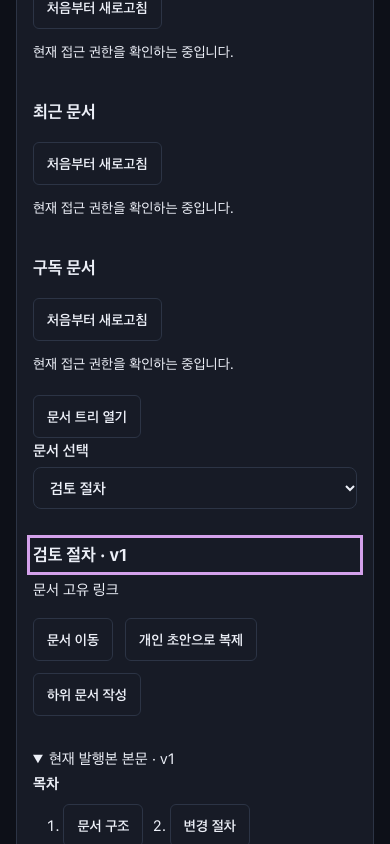 처음부터 새로고침
현재 접근 권한을 확인하는 중입니다.
최근 문서
처음부터 새로고침
현재 접근 권한을 확인하는 중입니다.
구독 문서
처음부터 새로고침
현재 접근 권한을 확인하는 중입니다.
문서 트리 열기
문서 선택
검토 절차
검토 절차 · v1
문서 고유 링크
문서 이동 개인 초안으로 복제
하위 문서 작성
▼ 현재 발행본 본문 · v1
목차
1. 문서 구조 2. 변경 절차